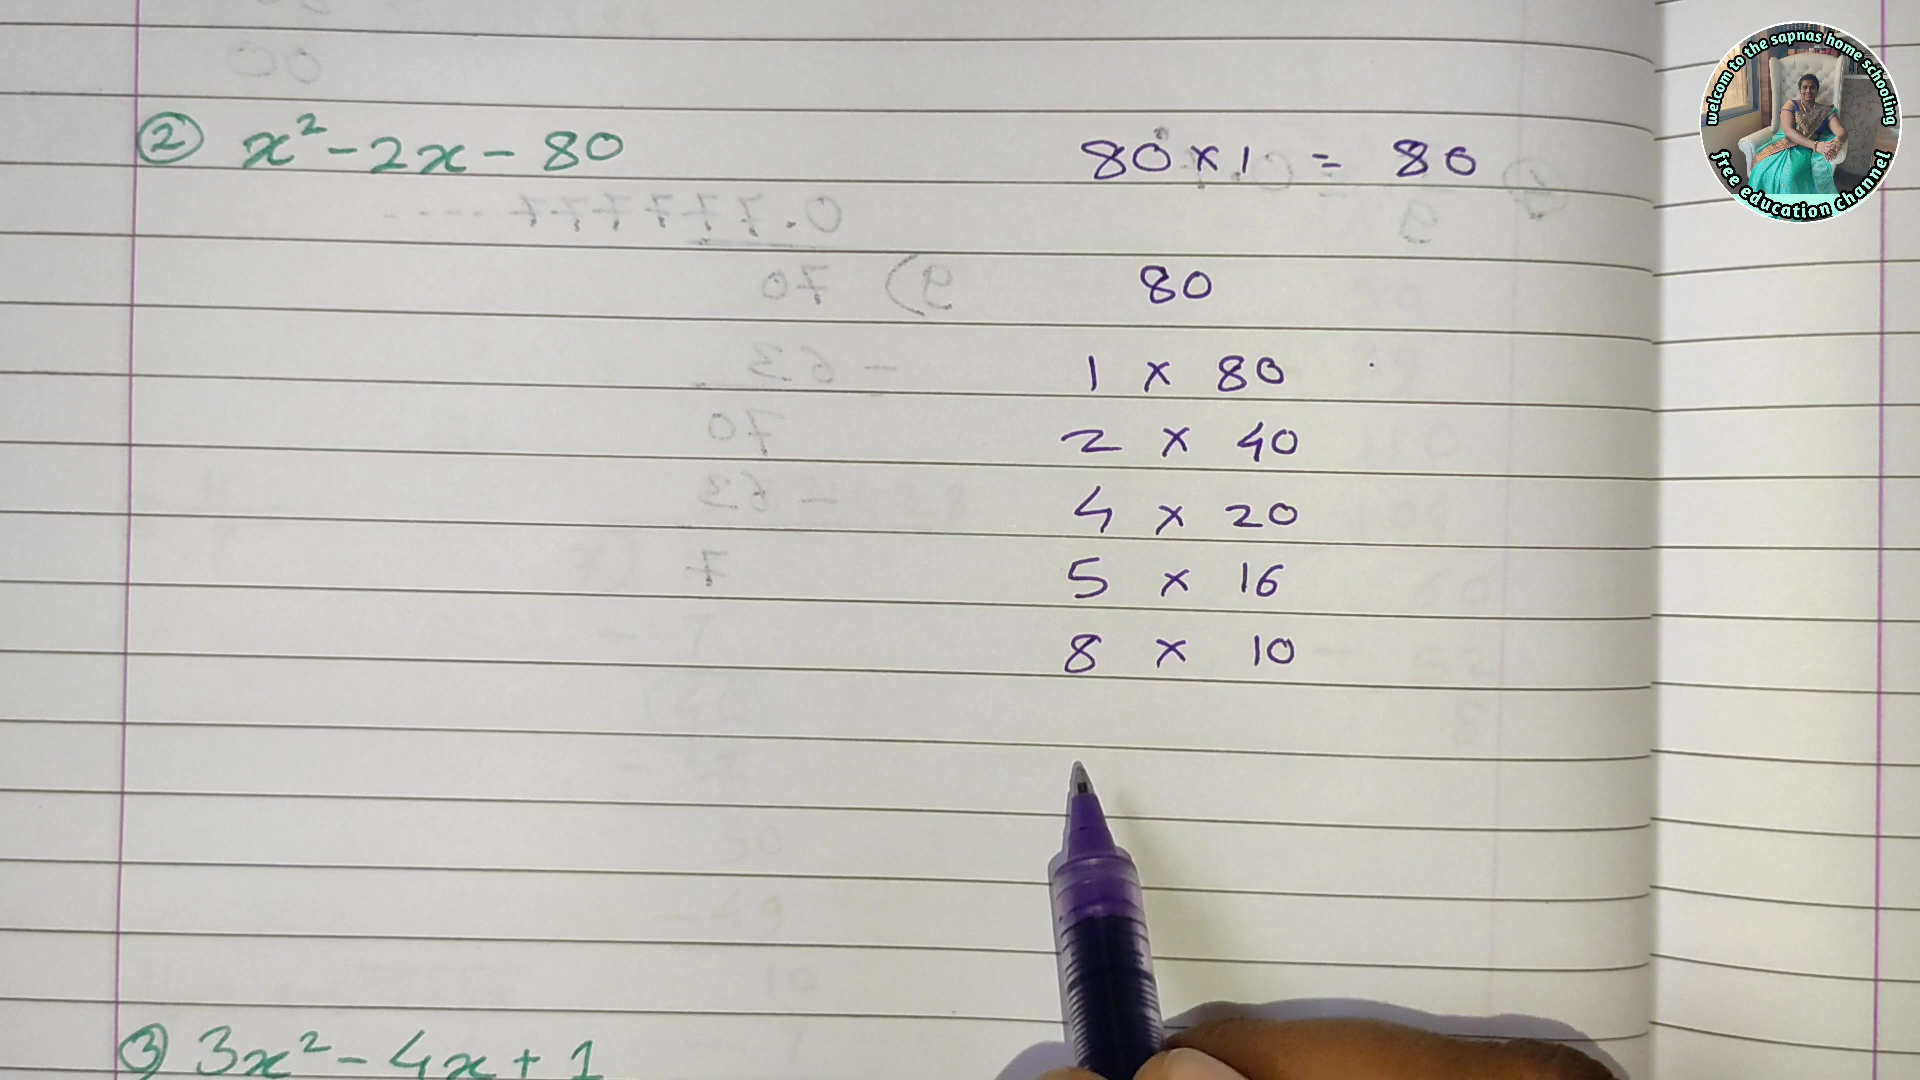 ② x² - 2x - 80
80 × 1 = 80
80
1 × 80
2 × 40
4 × 20
5 × 16
8 × 10
③ 3x² - 4x + 1
welcom to the sapnas home schooling
free education channel